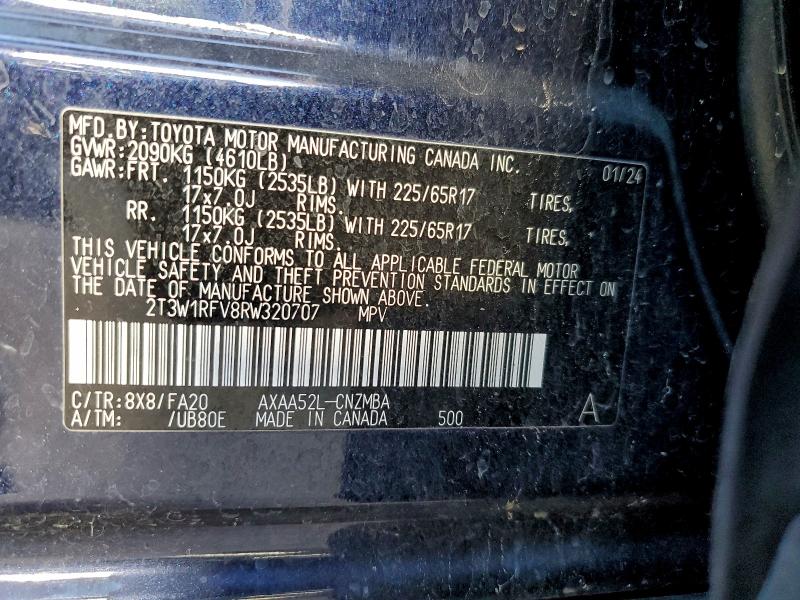 MFD.BY:TOYOTA MOTOR MANUFACTURING CANADA INC.
GVWR:2090KG (4610LB) 01/24
GAWR:FRT. 1150KG (2535LB) WITH 225/65R17 TIRES,
17x7.0J RIMS.
RR. 1150KG (2535LB) WITH 225/65R17 TIRES,
17x7.0J RIMS.
THIS VEHICLE CONFORMS TO ALL APPLICABLE FEDERAL MOTOR
VEHICLE SAFETY AND THEFT PREVENTION STANDARDS IN EFFECT ON
THE DATE OF MANUFACTURE SHOWN ABOVE.
2T3W1RFV8RW320707 MPV
C/TR:8X8/FA20 AXAA52L-CNZMBA A
A/TM: /UB80E MADE IN CANADA 500